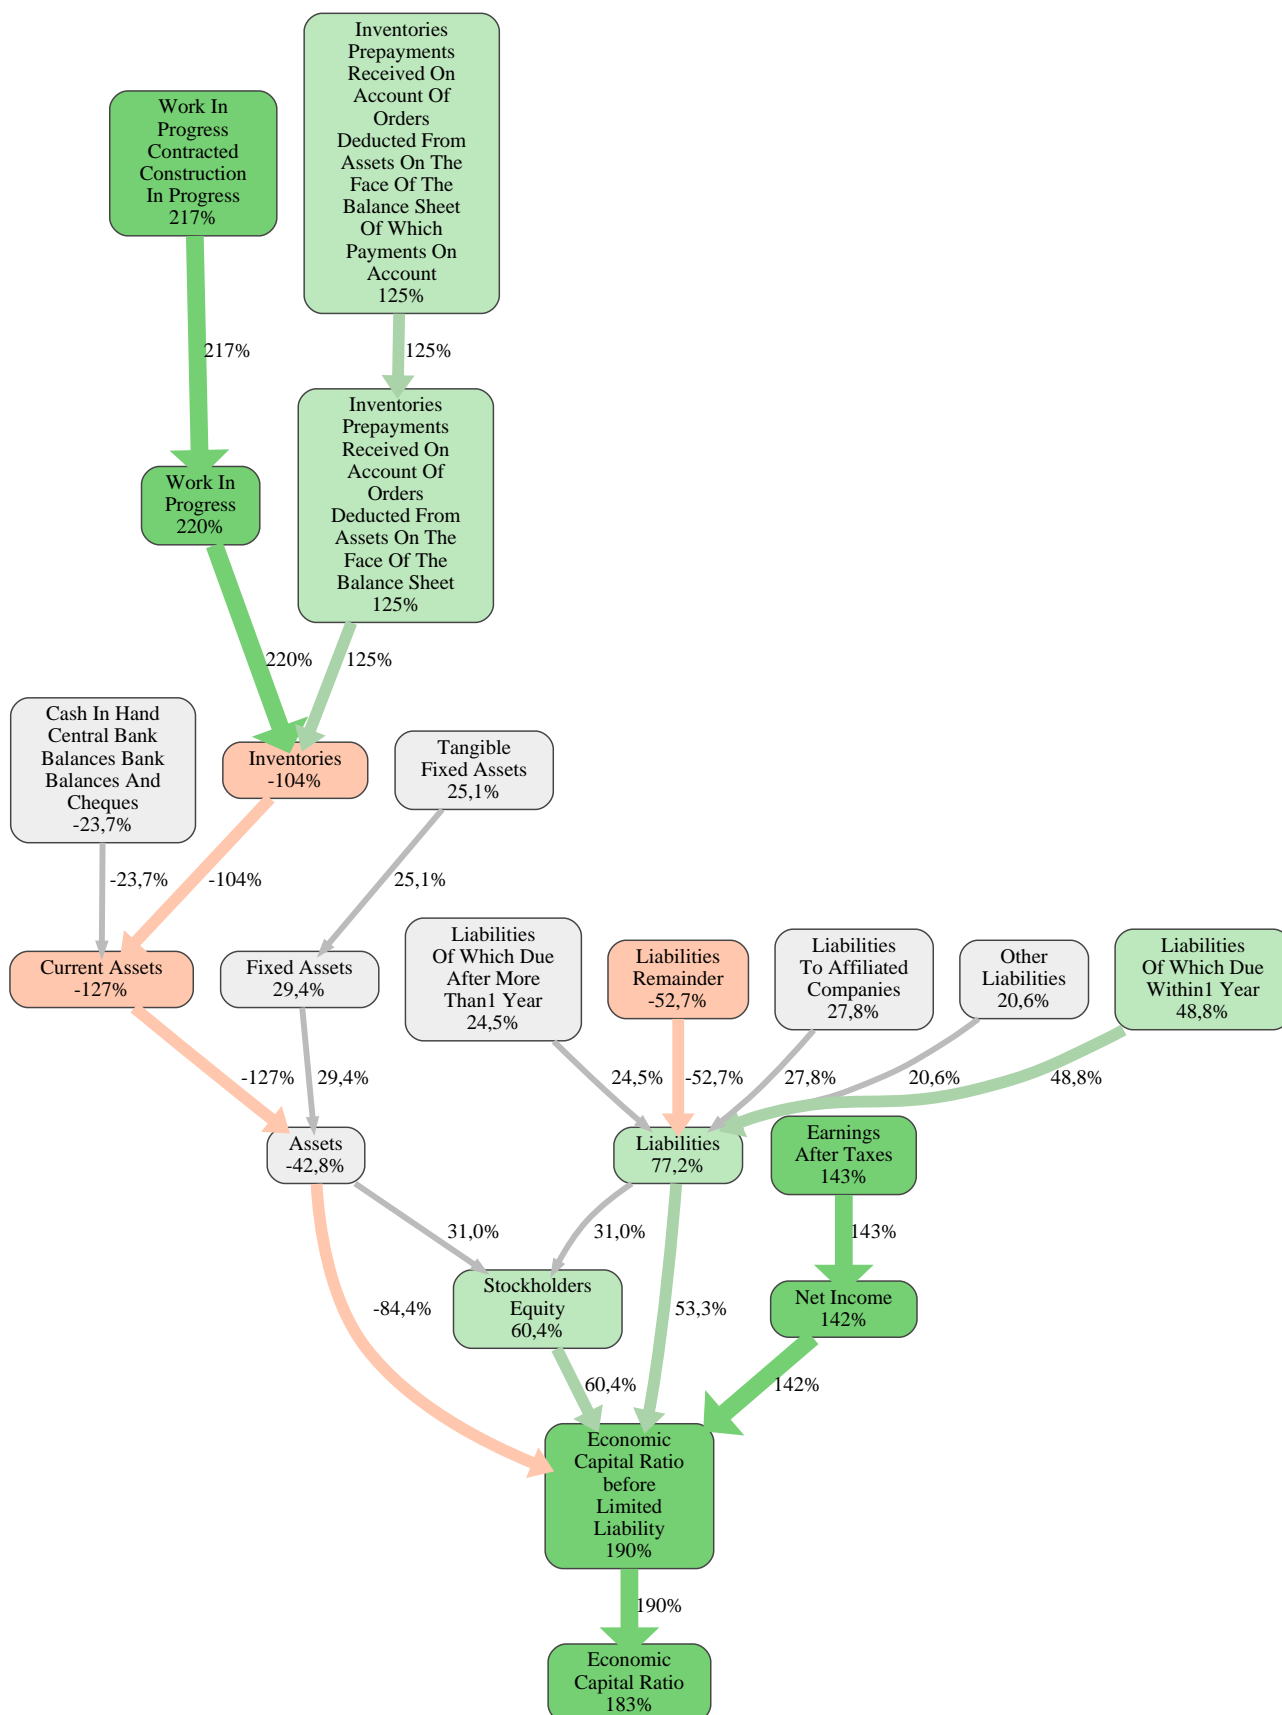 Inventories
Prepayments
Received On
Account Of
Orders
Deducted From
Assets On The
Face Of The
Balance Sheet
Of Which
Payments On
Account
125%
Work In
Progress
Contracted
Construction
In Progress
217%
217%
125%
Inventories
Prepayments
Received On
Account Of
Orders
Deducted From
Assets On The
Face Of The
Balance Sheet
125%
Work In
Progress
220%
220%
125%
Cash In Hand
Central Bank
Balances Bank
Balances And
Cheques
-23,7%
Inventories
-104%
Tangible
Fixed Assets
25,1%
-23,7%
-104%
25,1%
Current Assets
-127%
Fixed Assets
29,4%
Liabilities
Of Which Due
After More
Than1 Year
24,5%
Liabilities
Remainder
-52,7%
Liabilities
To Affiliated
Companies
27,8%
Other
Liabilities
20,6%
Liabilities
Of Which Due
Within1 Year
48,8%
-127%
29,4%
24,5%
-52,7%
27,8%
20,6%
48,8%
Assets
-42,8%
Liabilities
77,2%
Earnings
After Taxes
143%
31,0%
31,0%
143%
Stockholders
Equity
60,4%
Net Income
142%
-84,4%
53,3%
60,4%
142%
Economic
Capital Ratio
before
Limited
Liability
190%
190%
Economic
Capital Ratio
183%